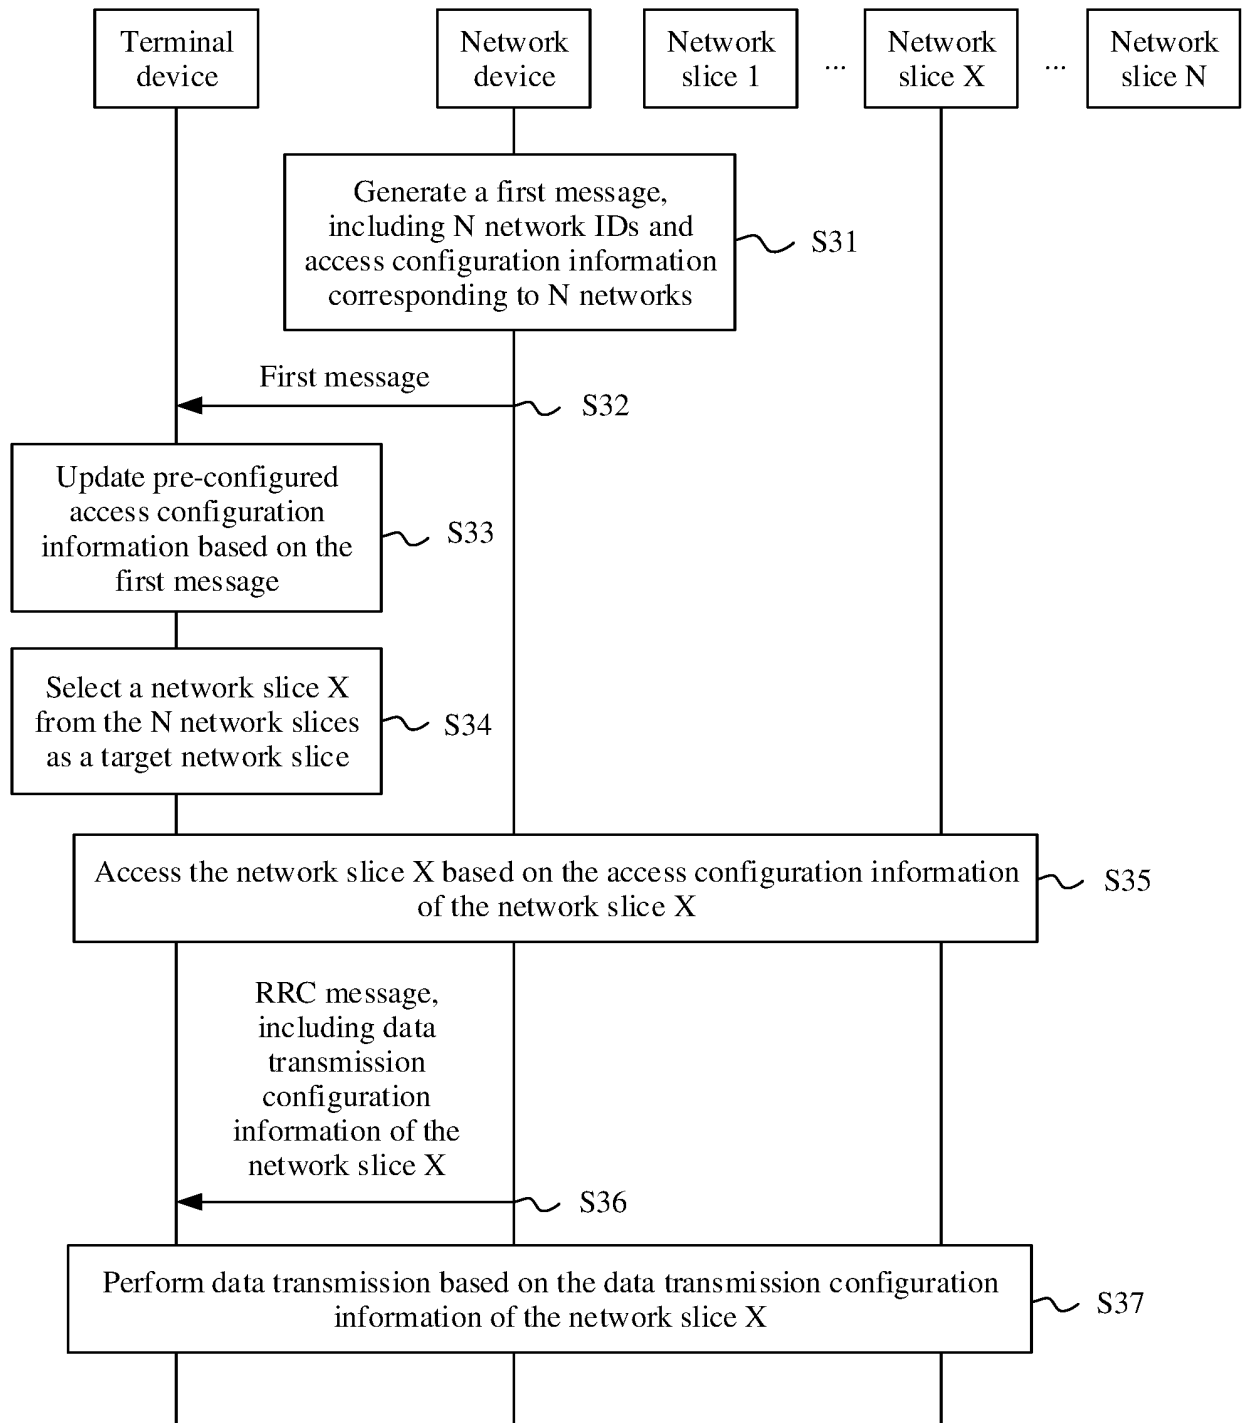 Terminal
device
Network
device
Network
slice 1
...
Network
slice X
...
Network
slice N
Generate a first message,
including N network IDs and
access configuration information
corresponding to N networks
S31
First message
S32
Update pre-configured
access configuration
information based on the
first message
S33
Select a network slice X
from the N network slices
as a target network slice
S34
Access the network slice X based on the access configuration information
of the network slice X
S35
RRC message,
including data
transmission
configuration
information of the
network slice X
S36
Perform data transmission based on the data transmission configuration
information of the network slice X
S37